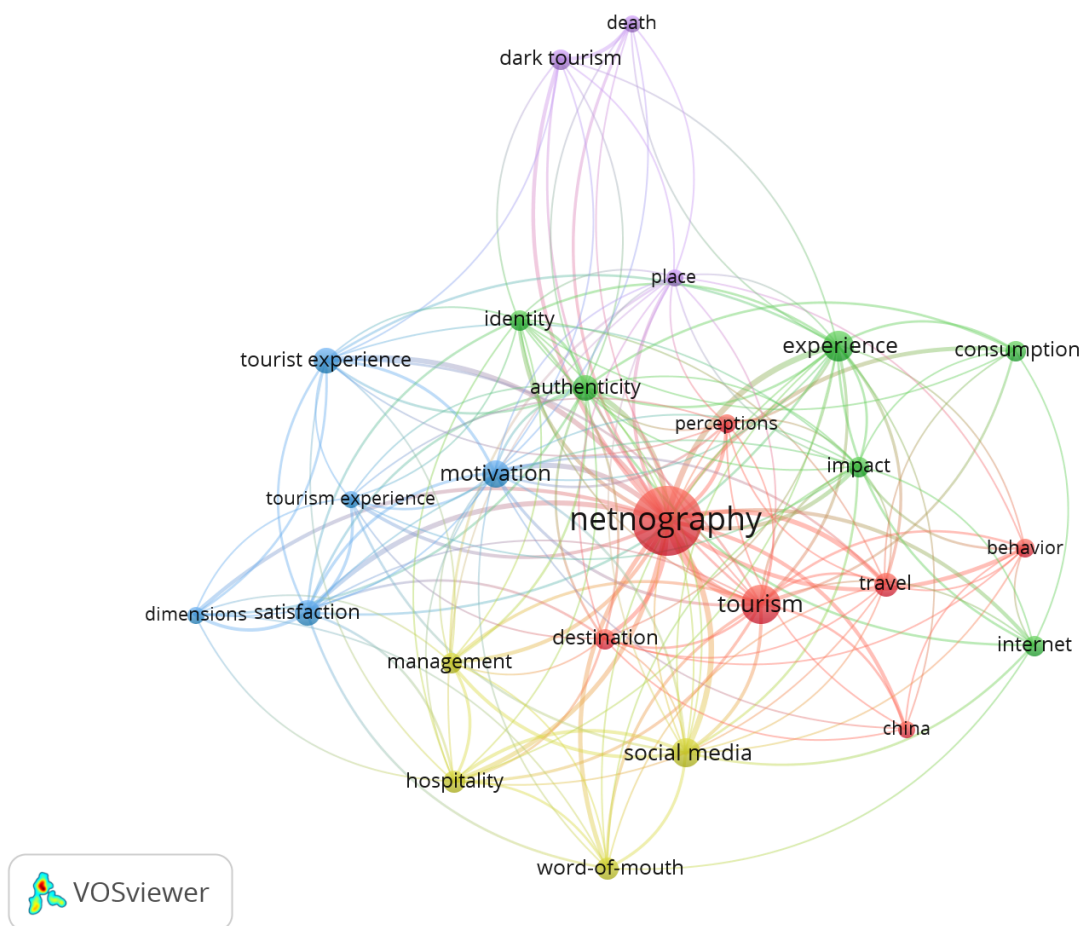 death
dark tourism
place
identity
experience
consumption
tourist experience
authenticity
perceptions
impact
motivation
tourism experience
netnography
behavior
travel
tourism
dimensions
satisfaction
destination
internet
management
china
social media
hospitality
word-of-mouth
VOSviewer